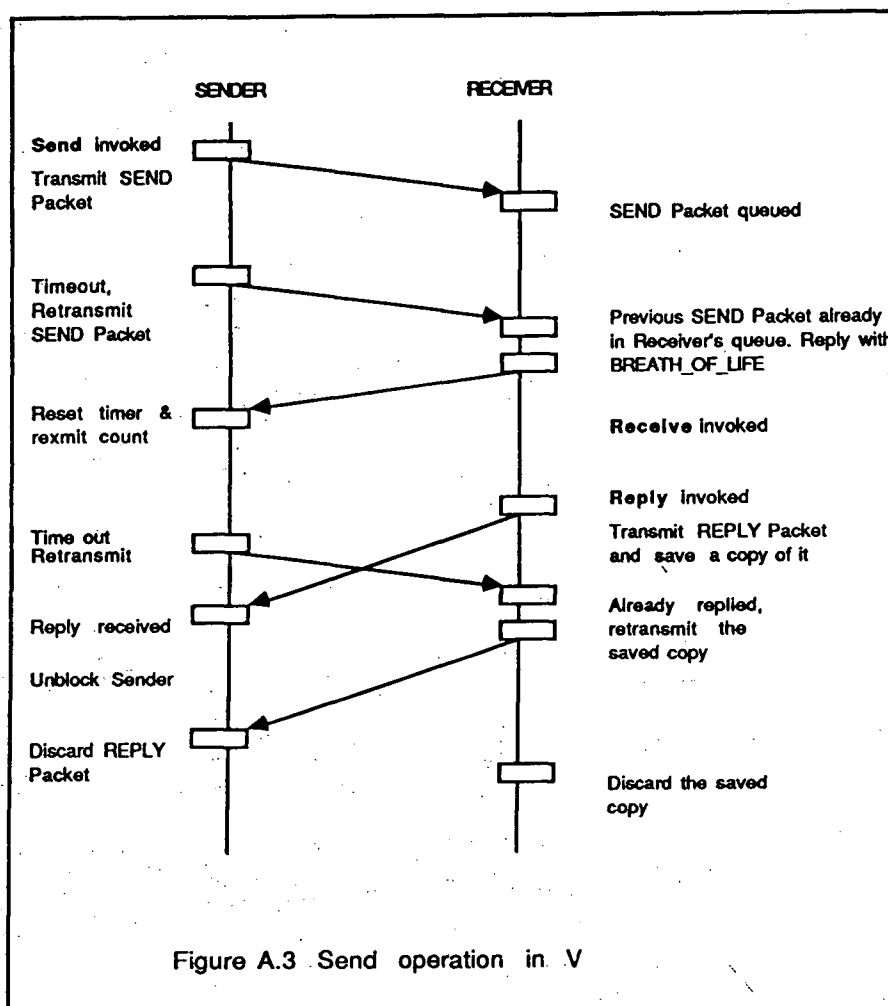 SENDER RECEIVER
Send invoked
Transmit SEND
Packet
SEND Packet queued
Timeout,
Retransmit
SEND Packet
Previous SEND Packet already
in Receiver's queue. Reply with
BREATH_OF_LIFE
Reset timer &
rexmit count
Receive invoked
Reply invoked
Transmit REPLY Packet
and save a copy of it
Time out
Retransmit
Already replied,
retransmit the
saved copy
Reply received
Unblock Sender
Discard REPLY
Packet
Discard the saved
copy
Figure A.3 Send operation in V